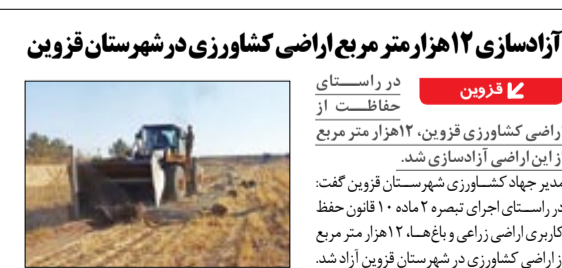 آزادسازی ۱۲هزار متر مربع اراضی کشاورزی در شهرستان قزوین
قزوین
در راستای
حفاظت از
اراضی کشاورزی قزوین، ۱۲هزار متر مربع
از این اراضی آزادسازی شد.
مدیر جهاد کشاورزی شهرستان قزوین گفت:
در راستای اجرای تبصره ۲ ماده ۱۰ قانون حفظ
کاربری اراضی زراعی و باغ‌هـا، ۱۲هزار متر مربع
از اراضی کشاورزی در شهرستان قزوین آزاد شد.